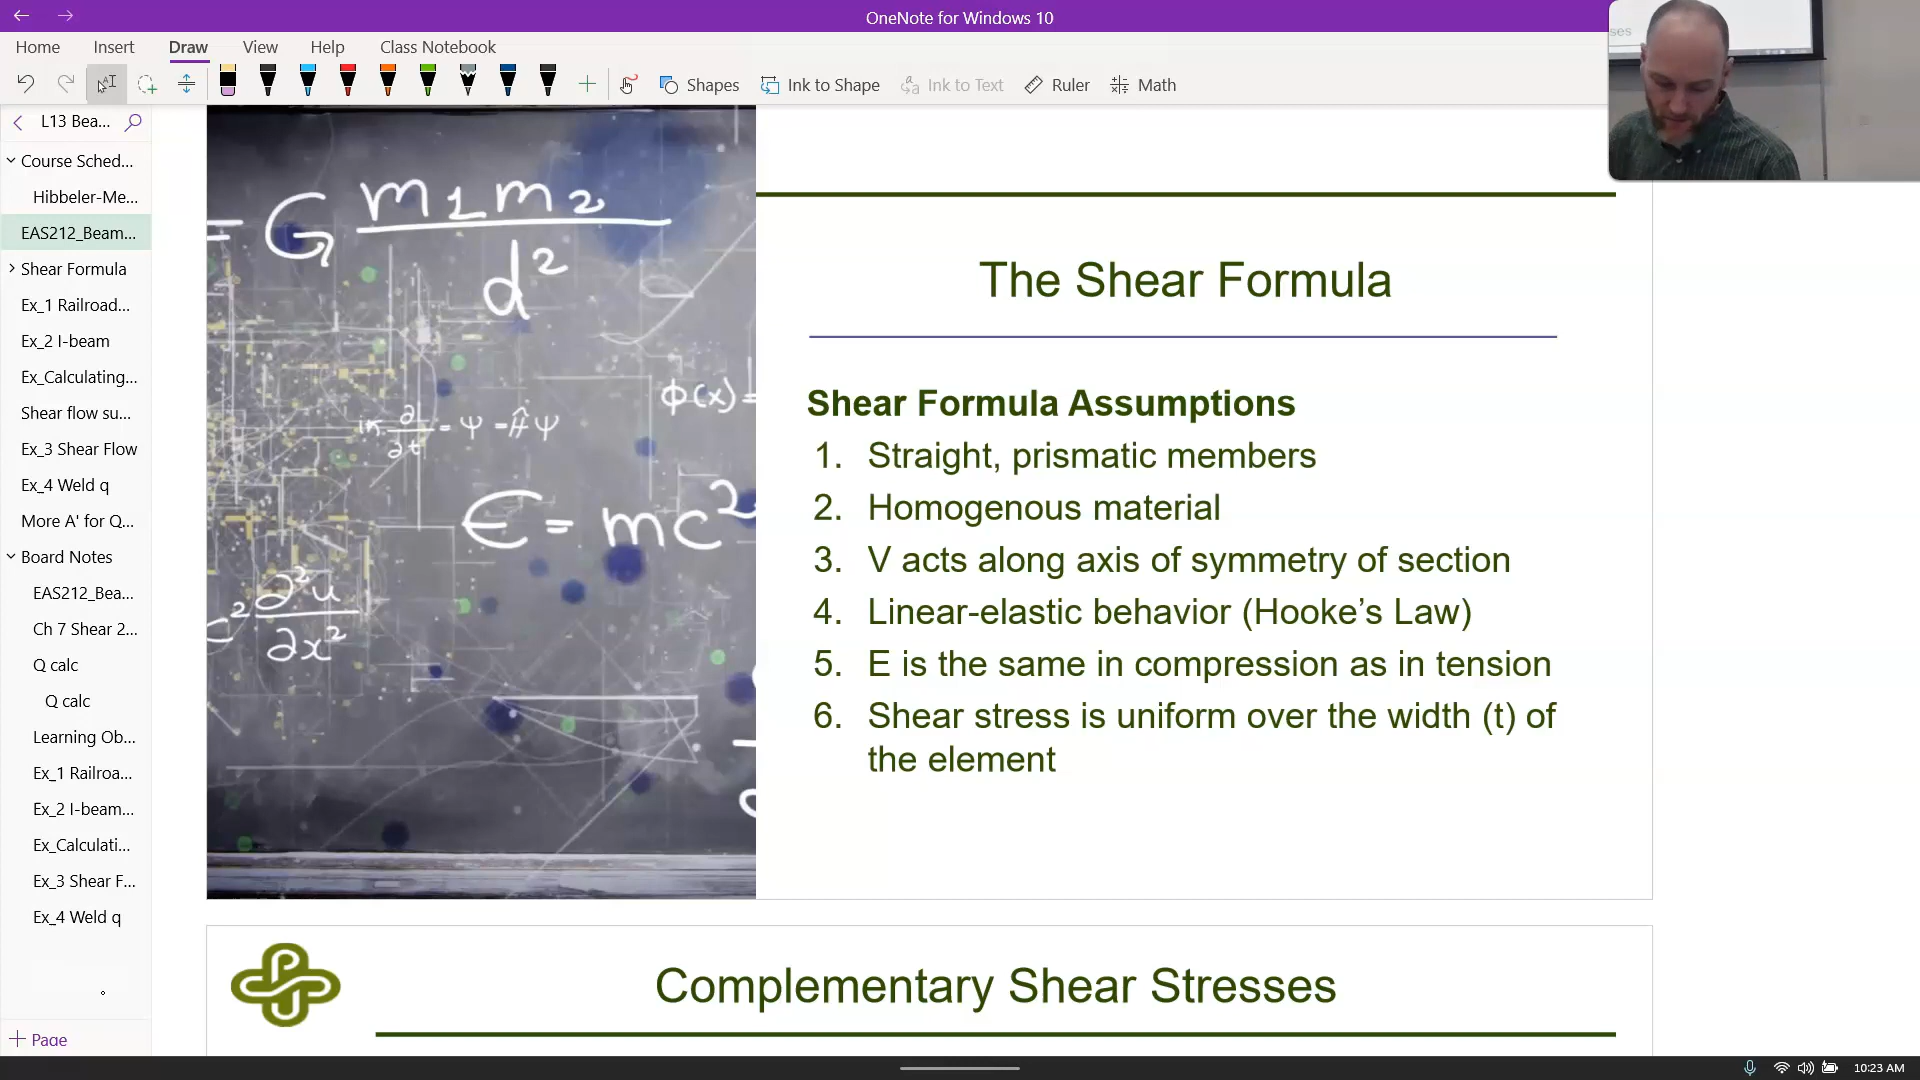 OneNote for Windows 10
Home Insert Draw View Help Class Notebook
Shapes Ink to Shape Ink to Text Ruler Math
L13 Bea...
Course Sched...
Hibbeler-Me...
EAS212_Beam...
Shear Formula
Ex_1 Railroad...
Ex_2 I-beam
Ex_Calculating...
Shear flow su...
Ex_3 Shear Flow
Ex_4 Weld q
More A' for Q...
Board Notes
EAS212_Bea...
Ch 7 Shear 2...
Q calc
Q calc
Learning Ob...
Ex_1 Railroa...
Ex_2 I-beam...
Ex_Calculati...
Ex_3 Shear F...
Ex_4 Weld q
Page
= G m1m2
d²
ϕ(x)=
∂/∂t = Ψ = ĤΨ
E = mc²
c² ∂²u
∂x²
The Shear Formula
Shear Formula Assumptions
1. Straight, prismatic members
2. Homogenous material
3. V acts along axis of symmetry of section
4. Linear-elastic behavior (Hooke’s Law)
5. E is the same in compression as in tension
6. Shear stress is uniform over the width (t) of
the element
Complementary Shear Stresses
10:23 AM